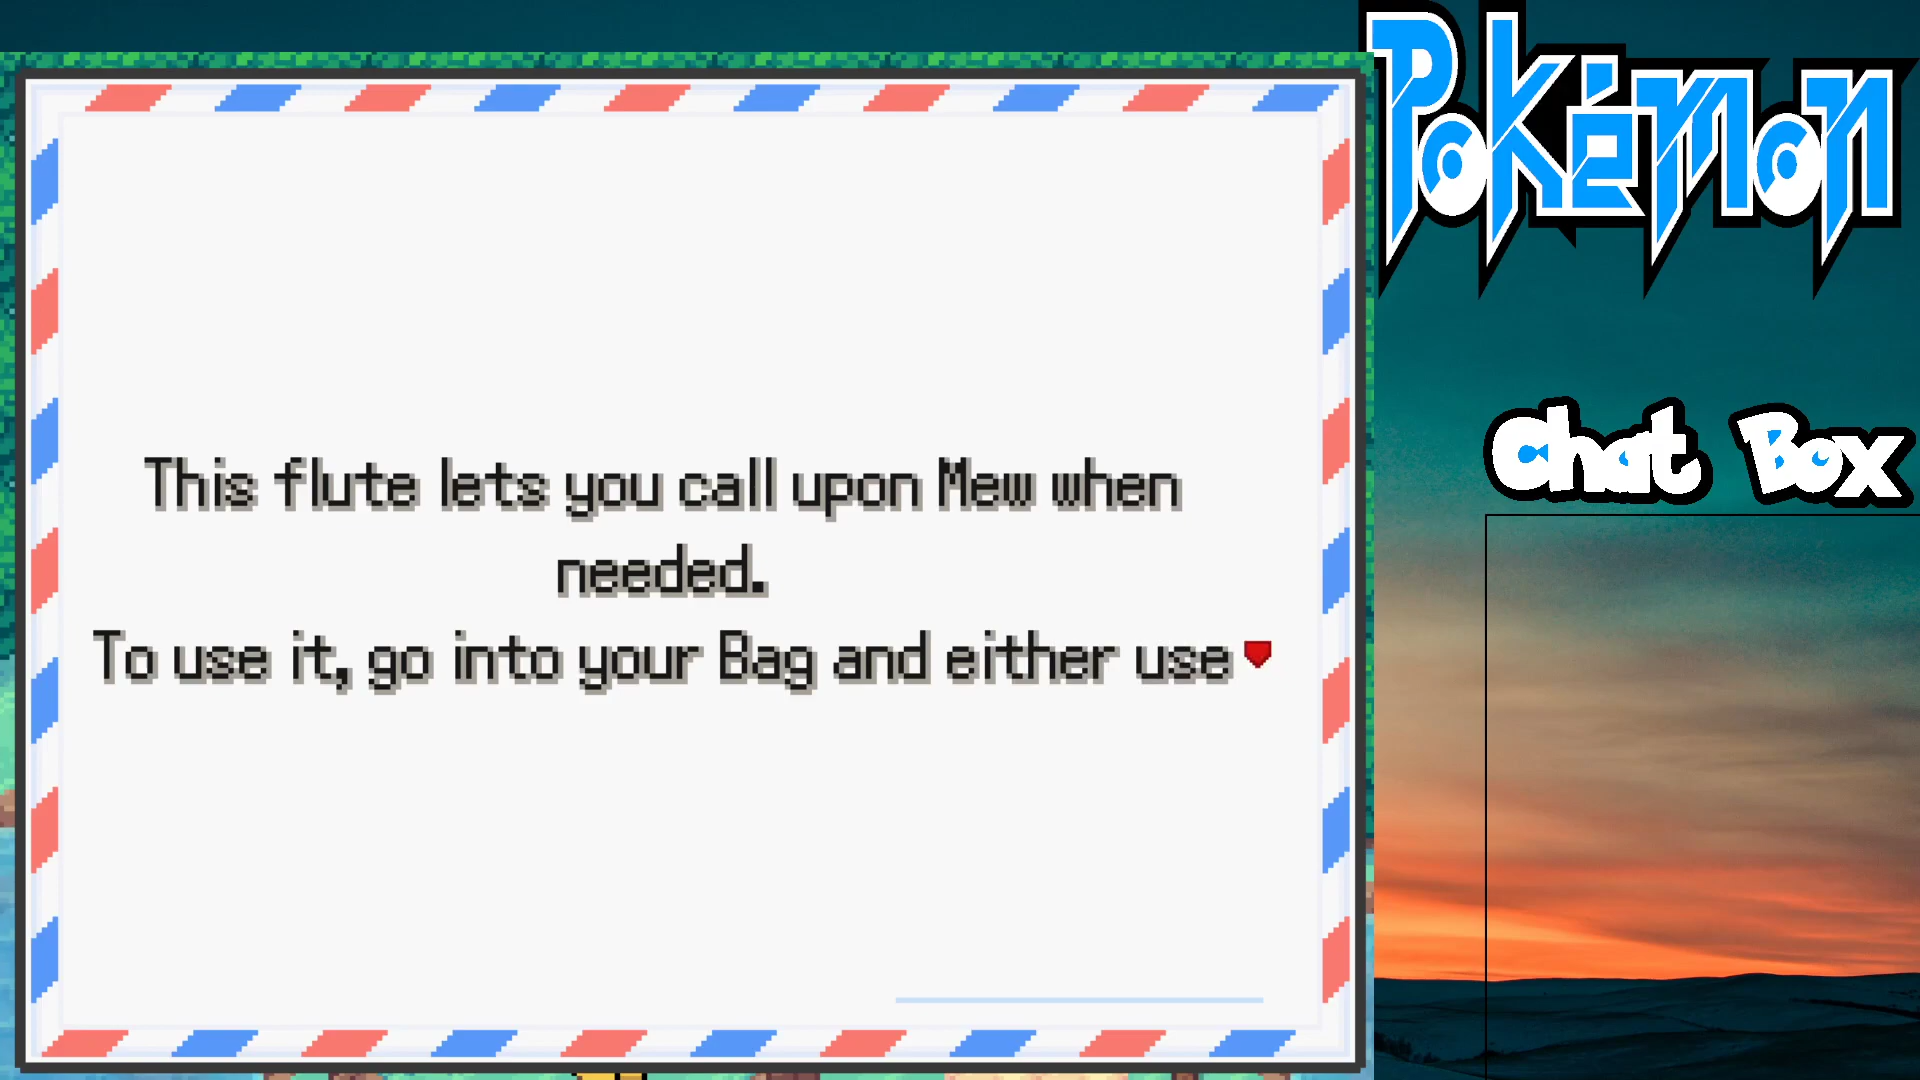 Pokémon
Chat Box
This flute lets you call upon Mew when
needed.
To use it, go into your Bag and either use